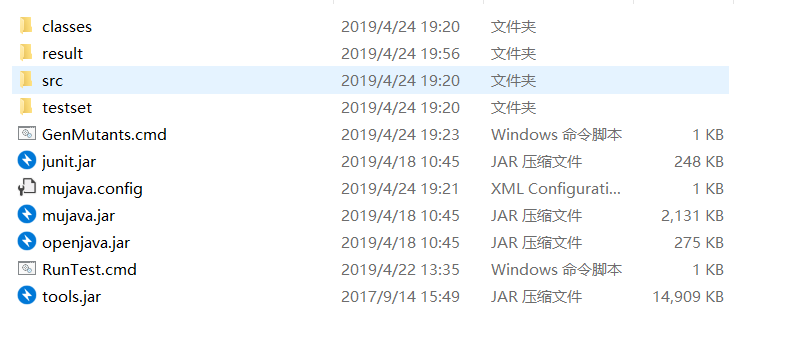 classes 2019/4/24 19:20 文件夹
result 2019/4/24 19:56 文件夹
src 2019/4/24 19:20 文件夹
testset 2019/4/24 19:20 文件夹
GenMutants.cmd 2019/4/24 19:23 Windows 命令脚本 1 KB
junit.jar 2019/4/18 10:45 JAR 压缩文件 248 KB
mujava.config 2019/4/24 19:21 XML Configurati... 1 KB
mujava.jar 2019/4/18 10:45 JAR 压缩文件 2,131 KB
openjava.jar 2019/4/18 10:45 JAR 压缩文件 275 KB
RunTest.cmd 2019/4/22 13:35 Windows 命令脚本 1 KB
tools.jar 2017/9/14 15:49 JAR 压缩文件 14,909 KB